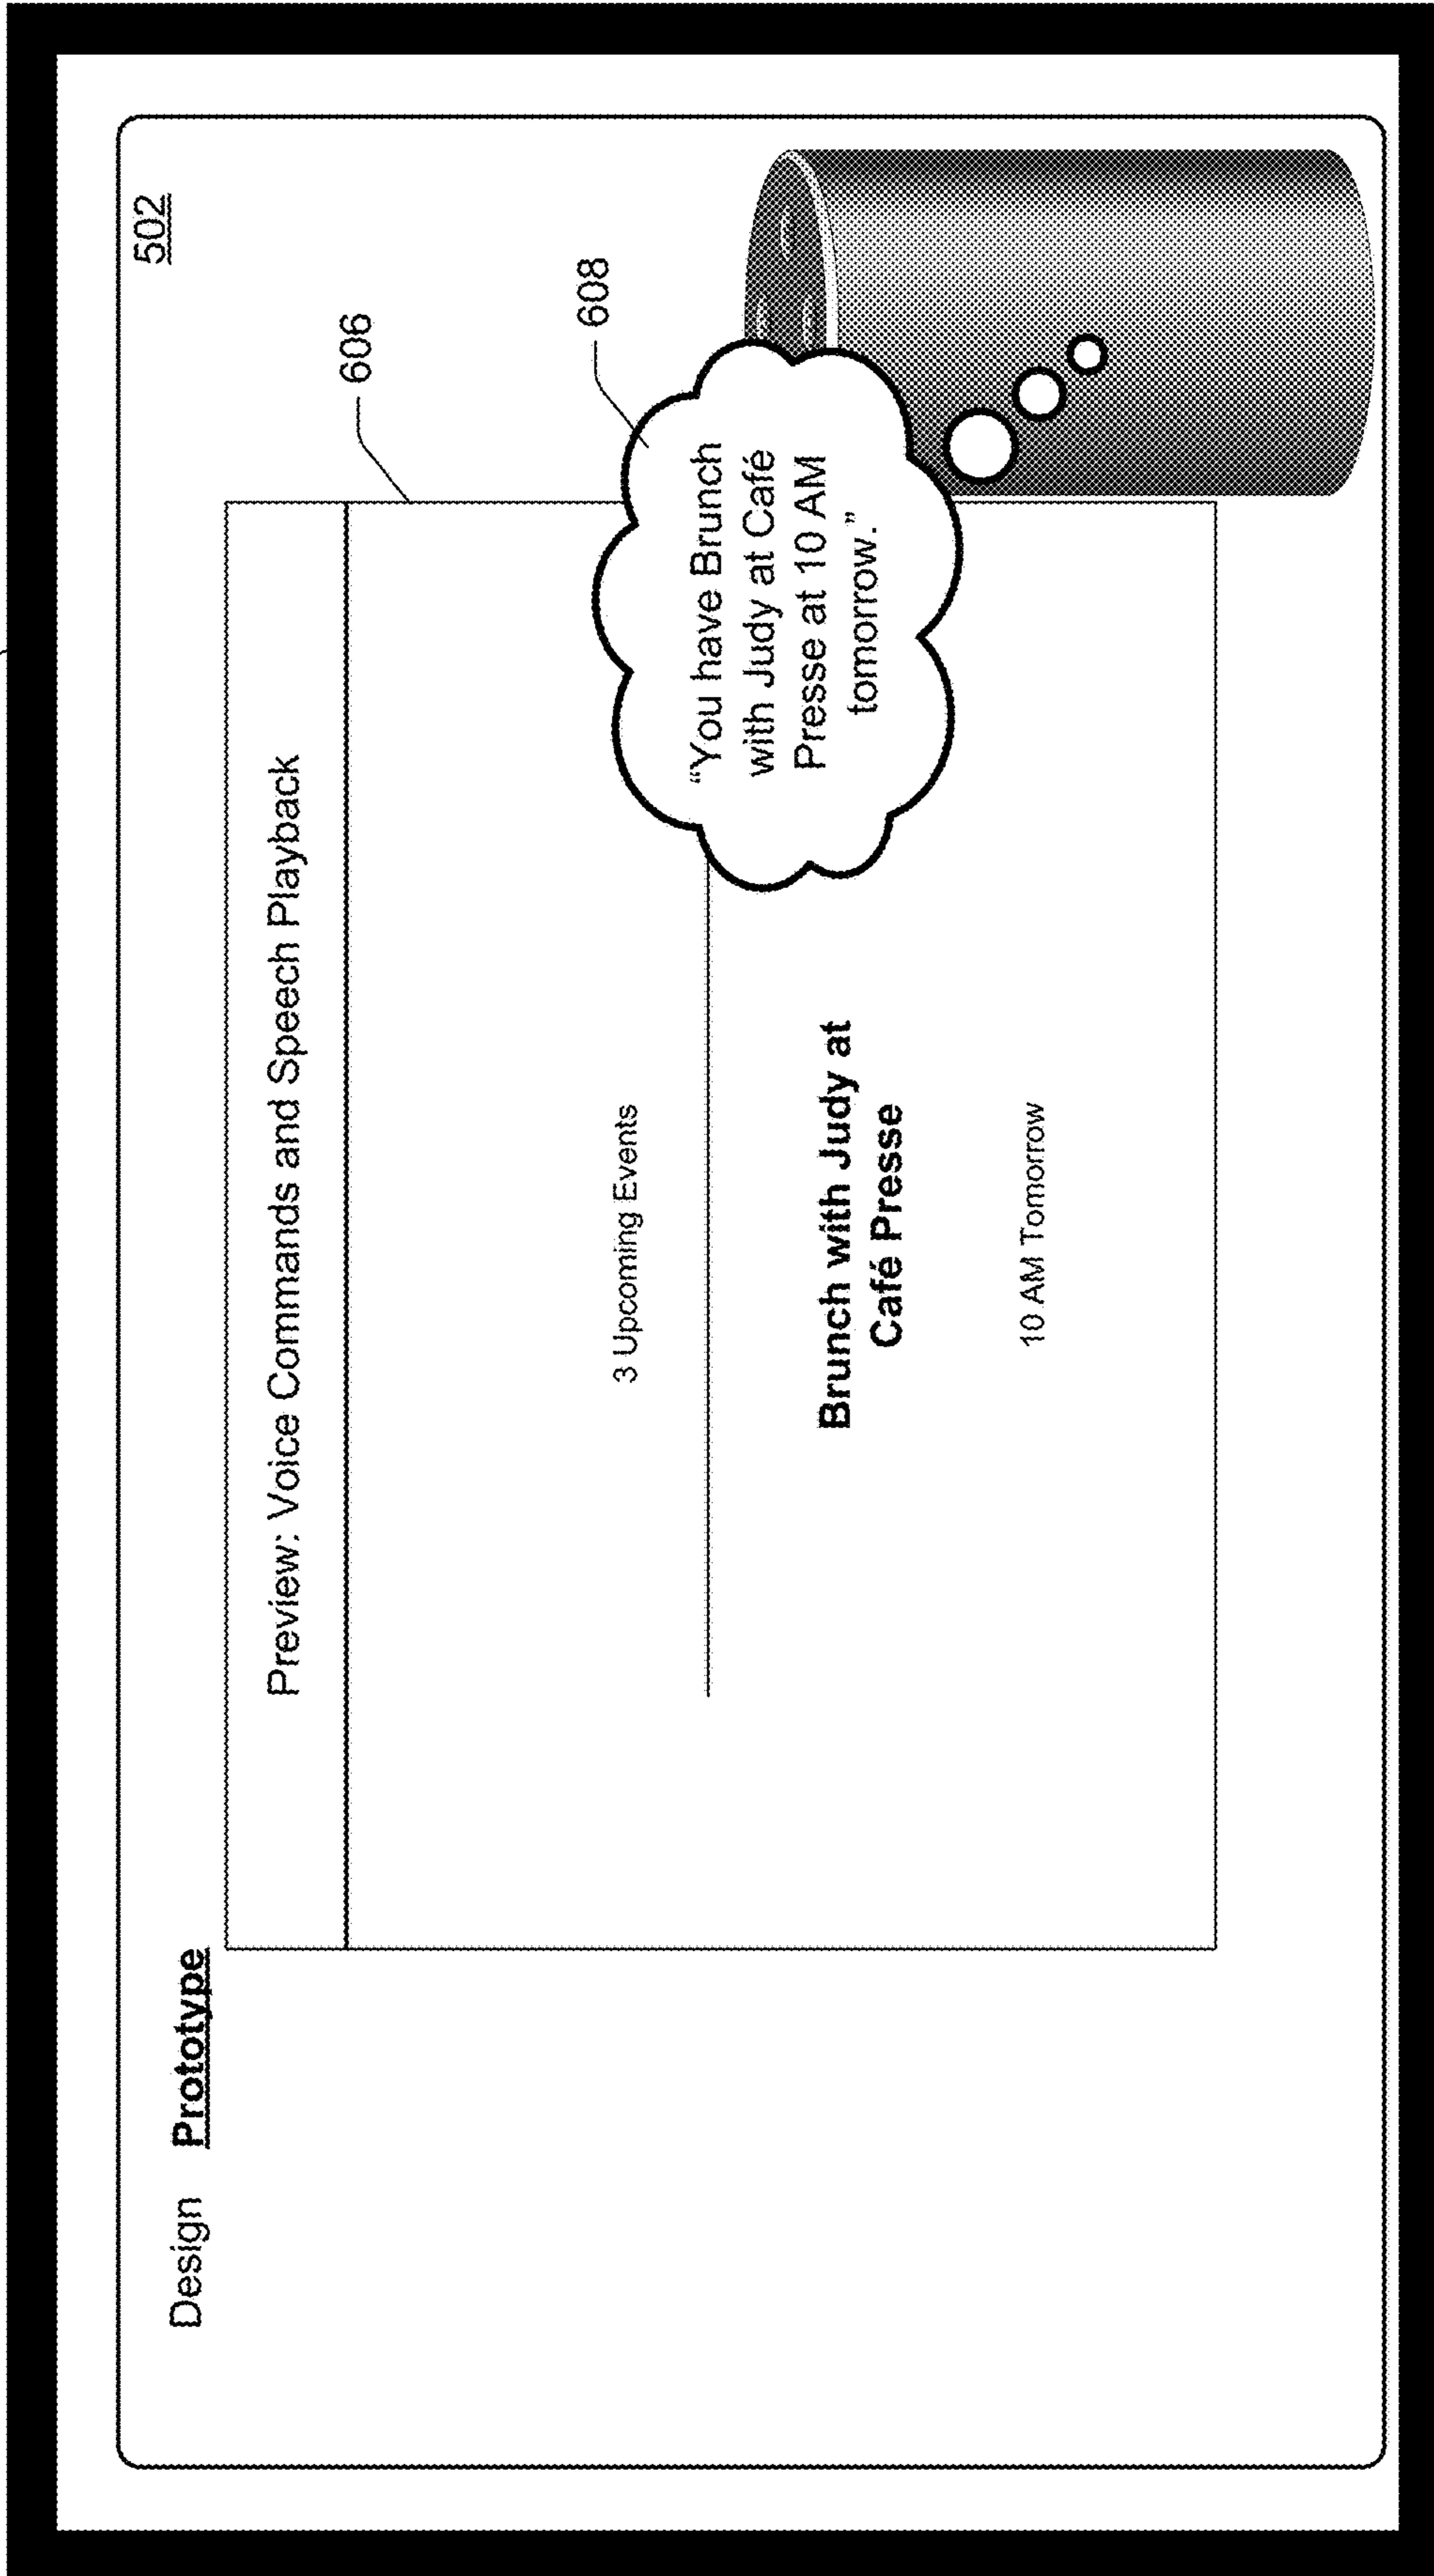 502
Design Prototype
606
Preview: Voice Commands and Speech Playback
608
3 Upcoming Events
“You have Brunch
with Judy at Café
Presse at 10 AM
tomorrow.”
Brunch with Judy at
Café Presse
10 AM Tomorrow